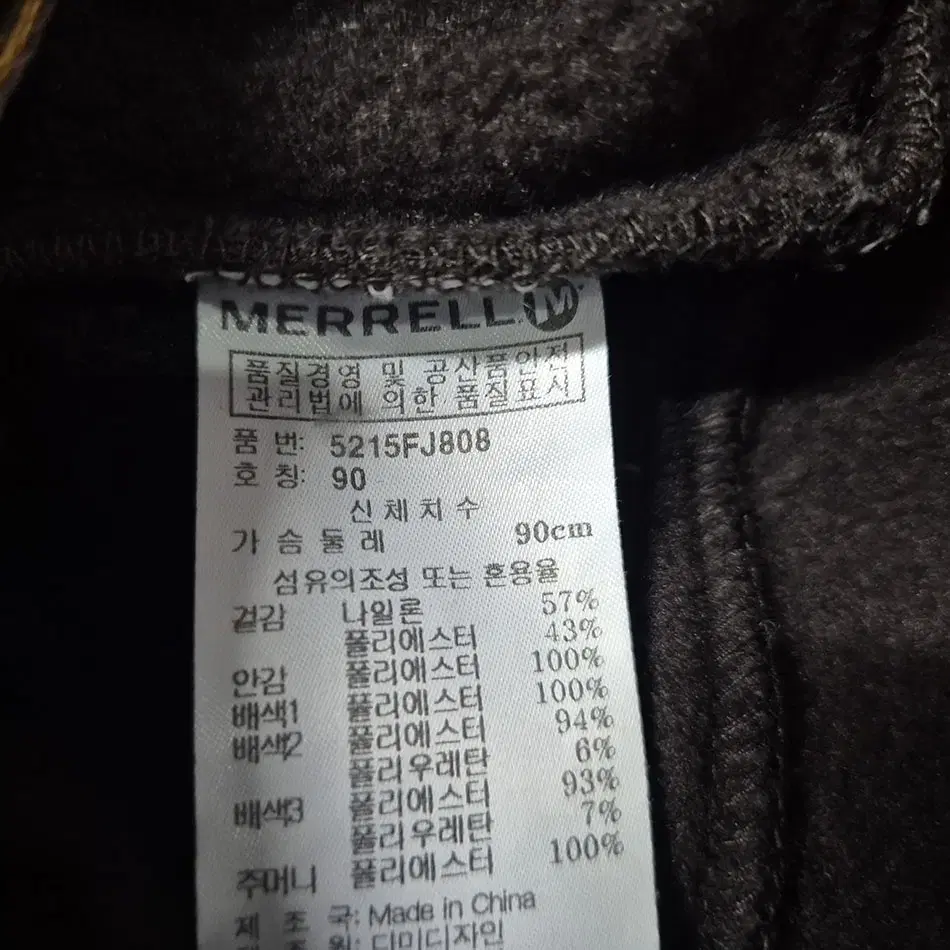 MERRELL M
품질경영 및 공산품안전
관리법에 의한 품질표시
품 번: 5215FJ808
호 칭: 90
신체치수
가슴둘레 90cm
섬유의조성 또는 혼용율
겉감 나일론 57%
폴리에스터 43%
안감 폴리에스터 100%
배색1 폴리에스터 100%
배색2 폴리에스터 94%
폴리우레탄 6%
배색3 폴리에스터 93%
폴리우레탄 7%
주머니 폴리에스터 100%
제 조 국: Made in China
디미디자인